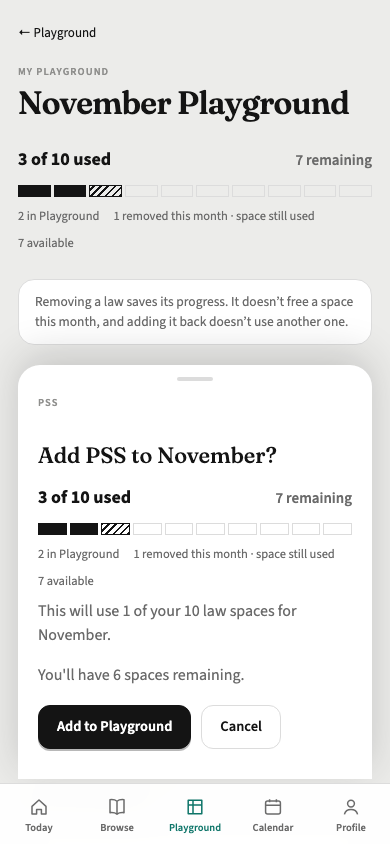 ← Playground
MY PLAYGROUND
November Playground
3 of 10 used 7 remaining
2 in Playground 1 removed this month · space still used
7 available
Removing a law saves its progress. It doesn’t free a space
this month, and adding it back doesn’t use another one.
PSS
Add PSS to November?
3 of 10 used 7 remaining
2 in Playground 1 removed this month · space still used
7 available
This will use 1 of your 10 law spaces for
November.
You'll have 6 spaces remaining.
Add to Playground Cancel
Today Browse Playground Calendar Profile